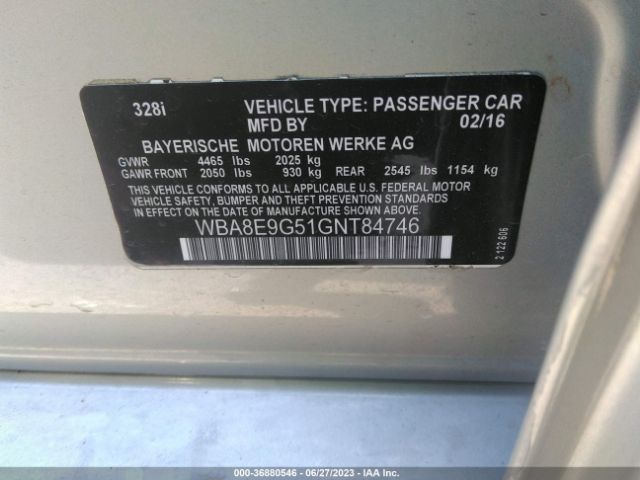 328i VEHICLE TYPE: PASSENGER CAR
MFD BY 02/16
BAYERISCHE MOTOREN WERKE AG
GVWR 4465 lbs 2025 kg
GAWR FRONT 2050 lbs 930 kg REAR 2545 lbs 1154 kg
THIS VEHICLE CONFORMS TO ALL APPLICABLE U.S. FEDERAL MOTOR
VEHICLE SAFETY, BUMPER AND THEFT PREVENTION STANDARDS
IN EFFECT ON THE DATE OF MANUFACTURE SHOWN ABOVE.
WBA8E9G51GNT84746
2 122 606
000-36880546 - 06/27/2023 - IAA Inc.